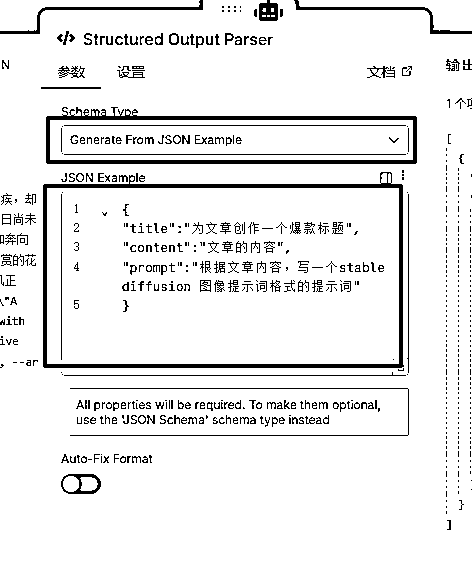 Structured Output Parser
N
参数 设置 文档
输出
Schema Type
1个项
Generate From JSON Example
JSON Example
[
{
疾，却
日尚未
和奔向
赏的花
凡正
\"A
with
ive
, --ar
1 {
2 "title":"为文章创作一个爆款标题",
3 "content":"文章的内容",
4 "prompt":"根据文章内容，写一个stable
diffusion 图像提示词格式的提示词"
5 }
All properties will be required. To make them optional,
use the 'JSON Schema' schema type instead
Auto-Fix Format
}
]